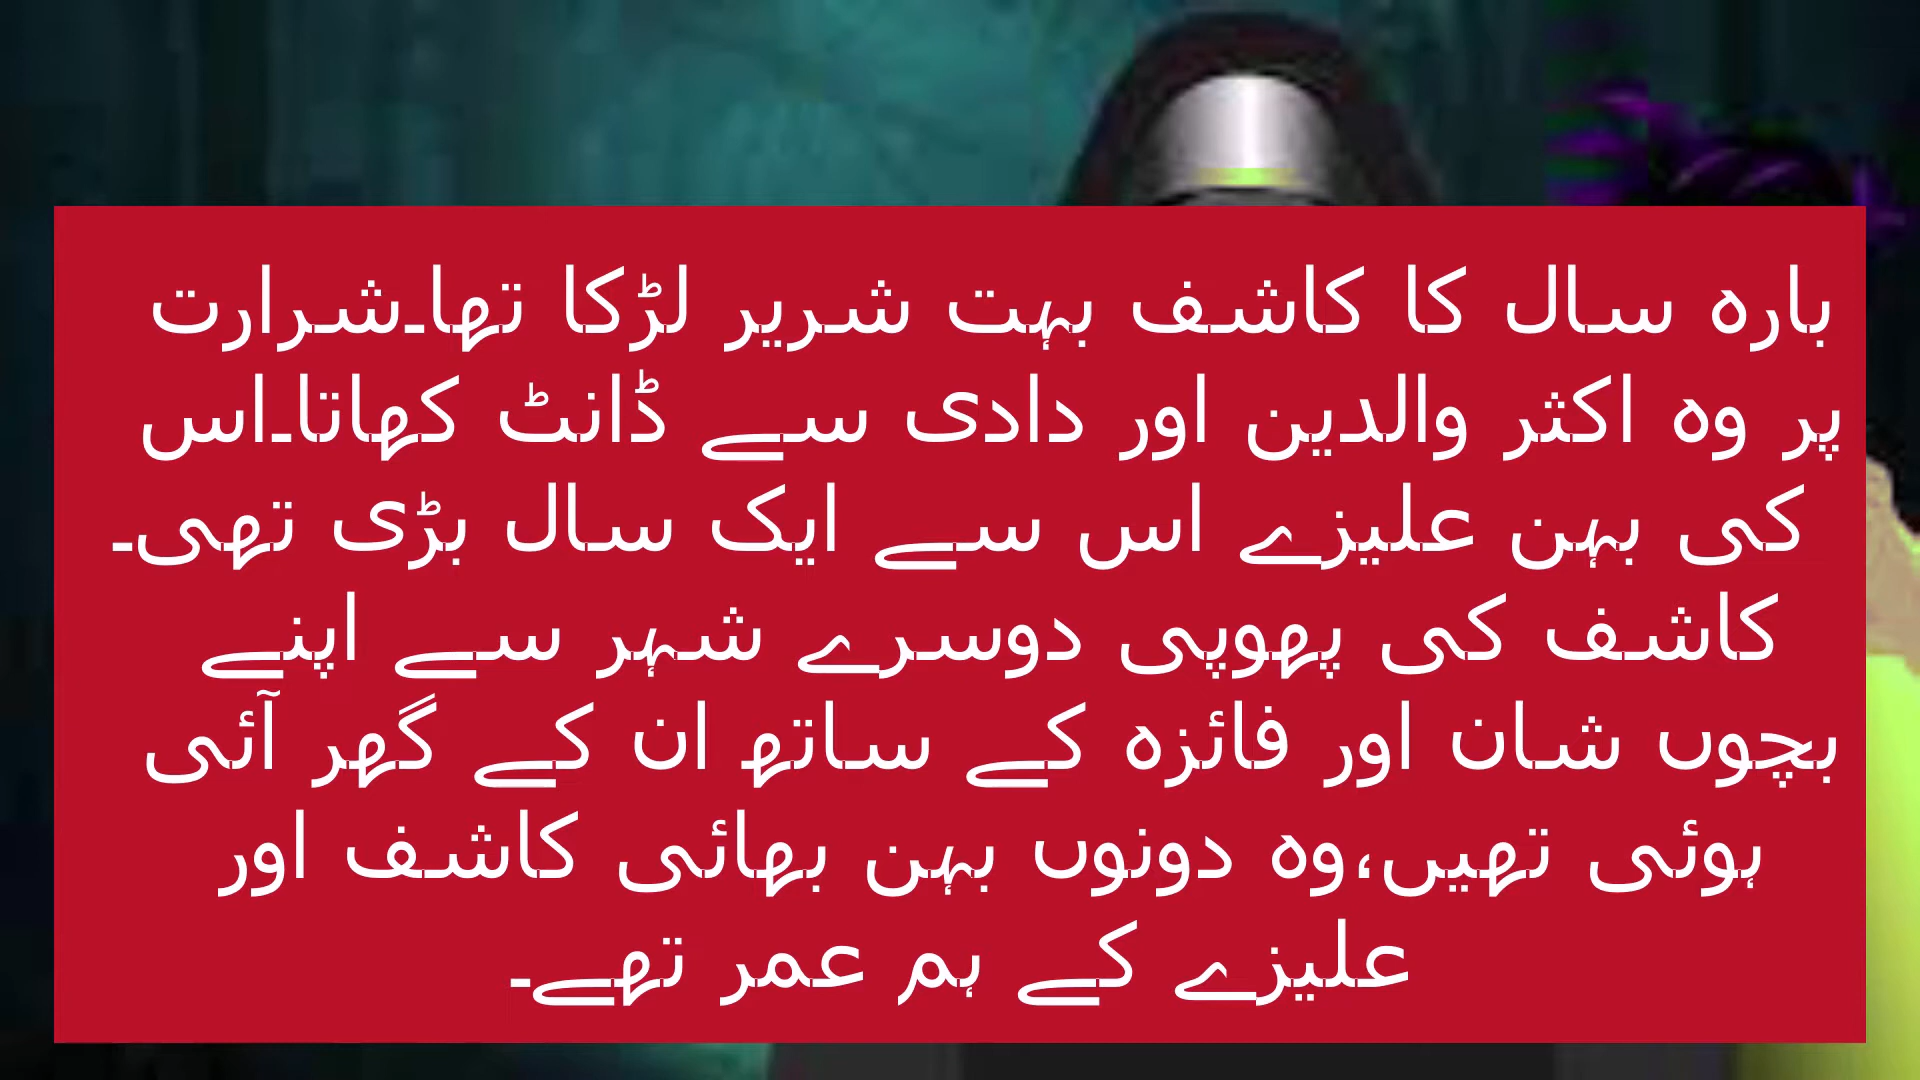 بارہ سال کا کاشف بہت شریر لڑکا تھا۔شرارت
پر وہ اکثر والدین اور دادی سے ڈانٹ کھاتا۔اس
کی بہن علیزے اس سے ایک سال بڑی تھی۔
کاشف کی پھوپی دوسرے شہر سے اپنے
بچوں شان اور فائزہ کے ساتھ ان کے گھر آئی
ہوئی تھیں،وہ دونوں بہن بھائی کاشف اور
علیزے کے ہم عمر تھے۔